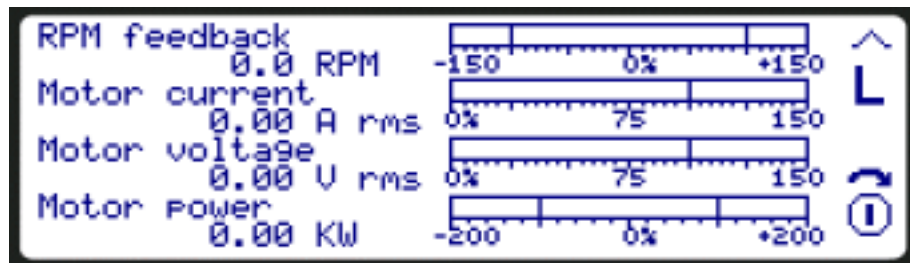 RPM feedback
0.0 RPM
-150 0% +150
Motor current
0.00 A rms
0% 75 150
Motor voltage
0.00 V rms
0% 75 150
Motor power
0.00 KW
-200 0% +200
L